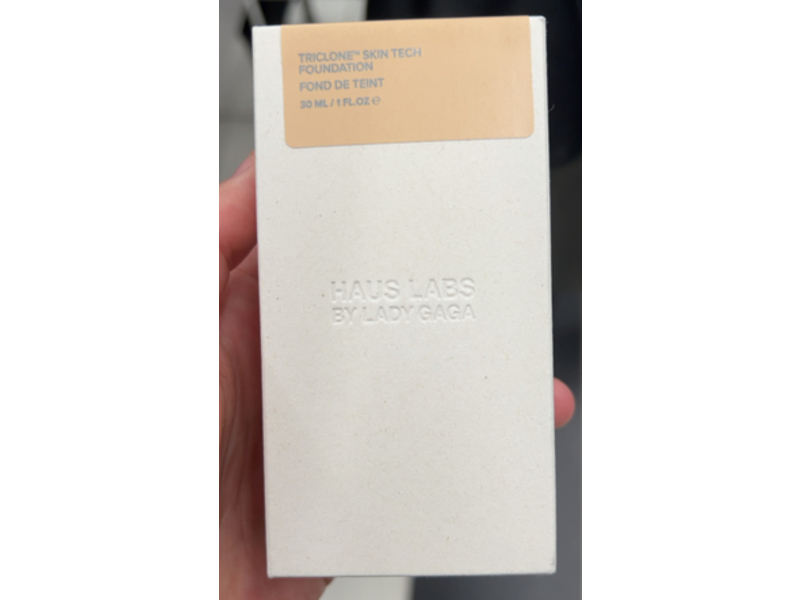 TRICLONE™ SKIN TECH
FOUNDATION
FOND DE TEINT
30 ML / 1 FL.OZ ℮
HAUS LABS
BY LADY GAGA